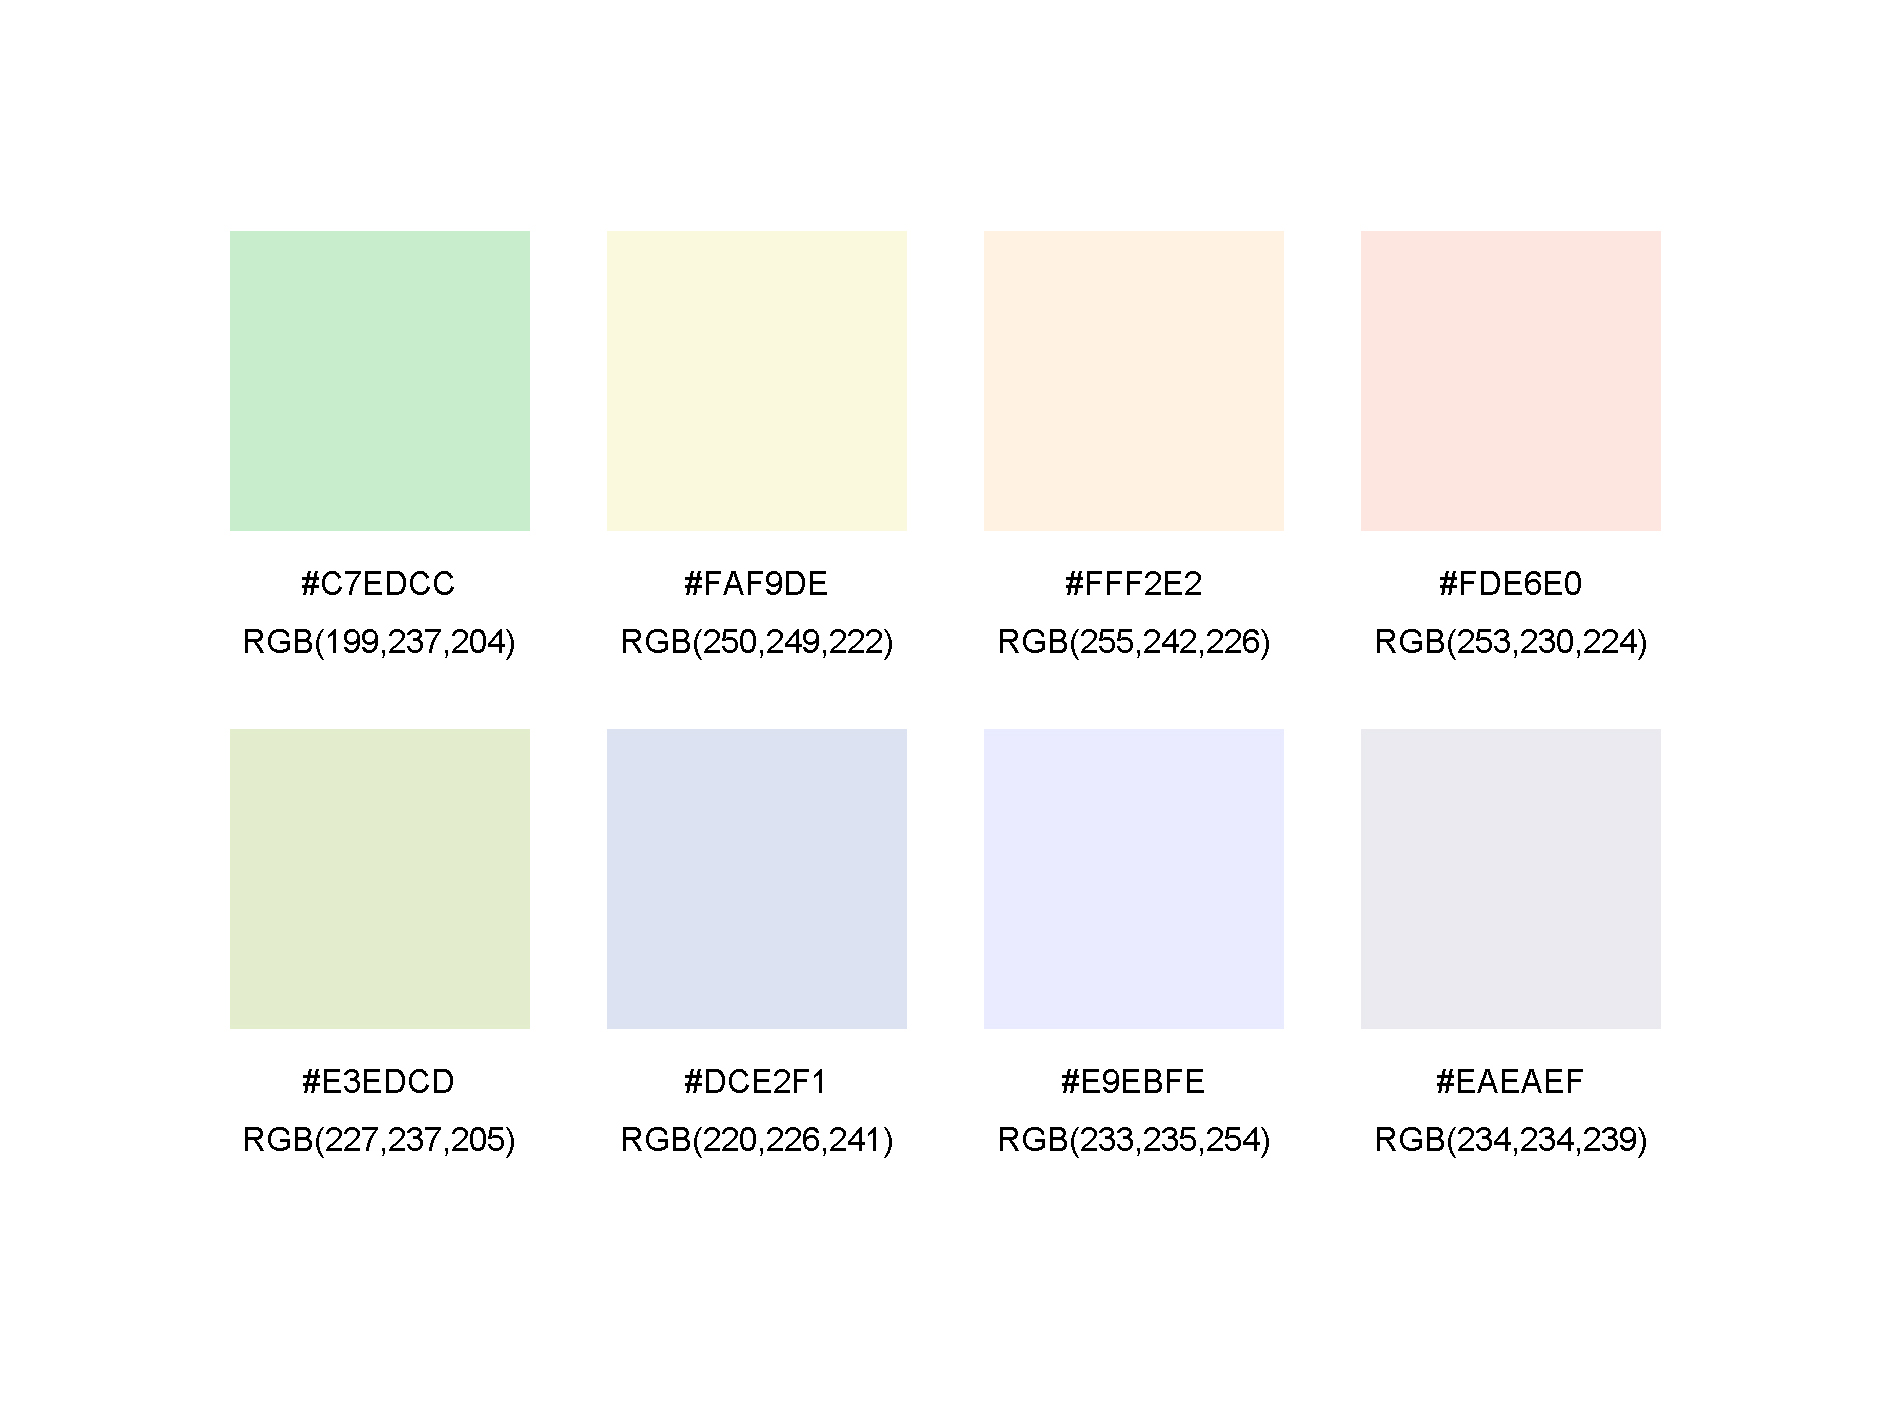 #C7EDCC
RGB(199,237,204)
#FAF9DE
RGB(250,249,222)
#FFF2E2
RGB(255,242,226)
#FDE6E0
RGB(253,230,224)
#E3EDCD
RGB(227,237,205)
#DCE2F1
RGB(220,226,241)
#E9EBFE
RGB(233,235,254)
#EAEAEF
RGB(234,234,239)